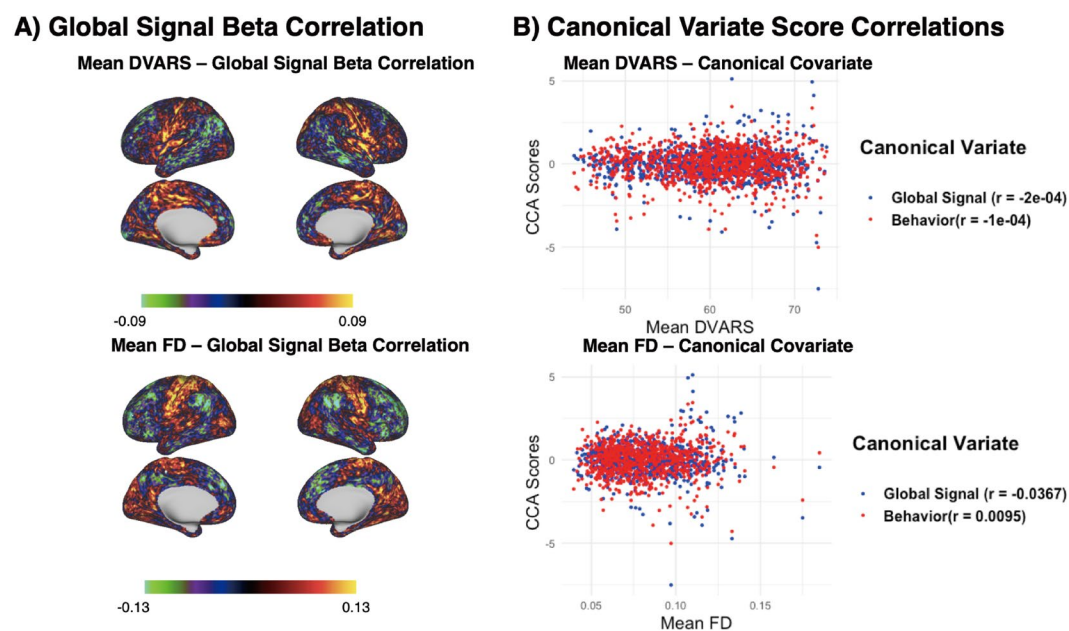 A) Global Signal Beta Correlation
Mean DVARS – Global Signal Beta Correlation
-0.09
0.09
Mean FD – Global Signal Beta Correlation
-0.13
0.13
B) Canonical Variate Score Correlations
Mean DVARS – Canonical Covariate
5
0
-5
CCA Scores
50
60
70
Mean DVARS
Canonical Variate
Global Signal (r = -2e-04)
Behavior(r = -1e-04)
Mean FD – Canonical Covariate
5
0
-5
CCA Scores
0.05
0.10
0.15
Mean FD
Canonical Variate
Global Signal (r = -0.0367)
Behavior(r = 0.0095)